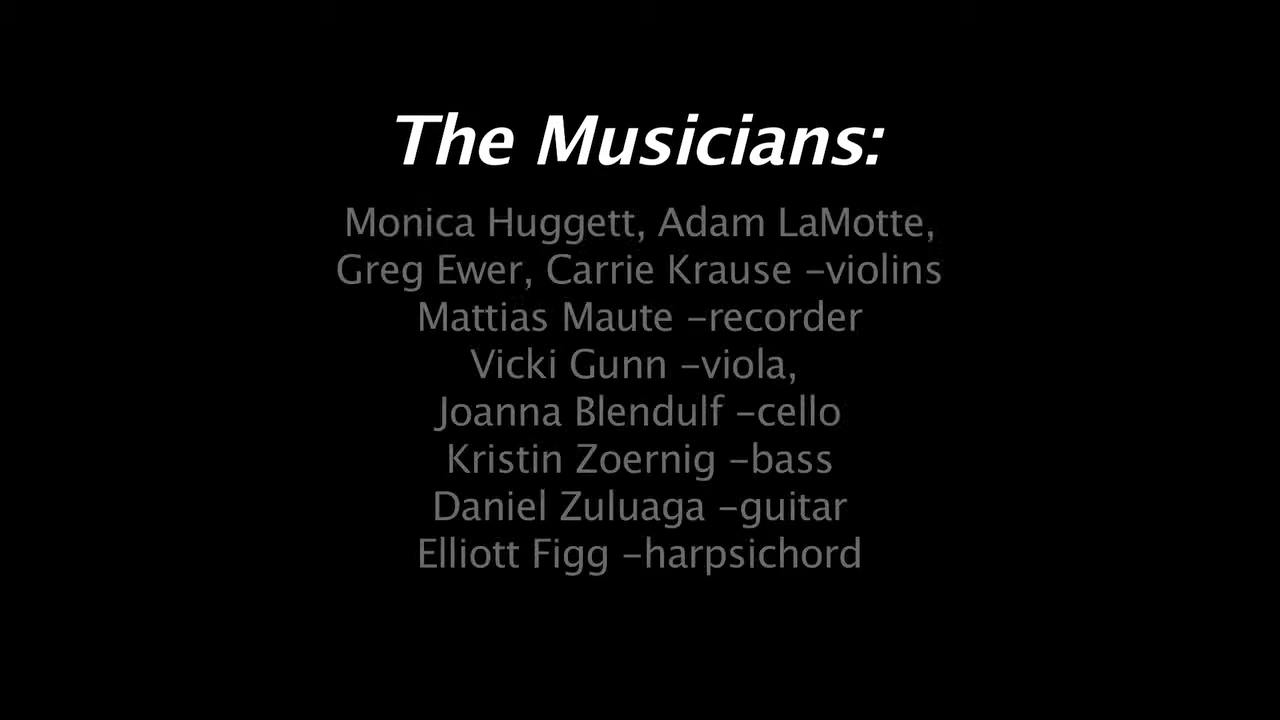 The Musicians:
Monica Huggett, Adam LaMotte,
Greg Ewer, Carrie Krause -violins
Mattias Maute -recorder
Vicki Gunn -viola,
Joanna Blendulf -cello
Kristin Zoernig -bass
Daniel Zuluaga -guitar
Elliott Figg -harpsichord